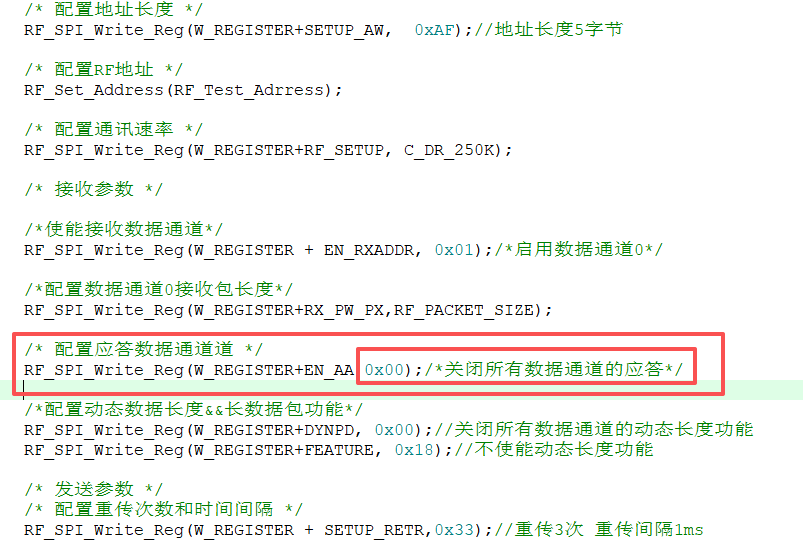 /* 配置地址长度 */
RF_SPI_Write_Reg(W_REGISTER+SETUP_AW,  0xAF);//地址长度5字节
/* 配置RF地址 */
RF_Set_Address(RF_Test_Adrress);
/* 配置通讯速率 */
RF_SPI_Write_Reg(W_REGISTER+RF_SETUP, C_DR_250K);
/* 接收参数 */
/*使能接收数据通道*/
RF_SPI_Write_Reg(W_REGISTER + EN_RXADDR, 0x01);/*启用数据通道0*/
/*配置数据通道0接收包长度*/
RF_SPI_Write_Reg(W_REGISTER+RX_PW_PX,RF_PACKET_SIZE);
/* 配置应答数据通道道 */
RF_SPI_Write_Reg(W_REGISTER+EN_AA,0x00);/*关闭所有数据通道的应答*/
/*配置动态数据长度&&长数据包功能*/
RF_SPI_Write_Reg(W_REGISTER+DYNPD, 0x00);//关闭所有数据通道的动态长度功能
RF_SPI_Write_Reg(W_REGISTER+FEATURE, 0x18);//不使能动态长度功能
/* 发送参数 */
/* 配置重传次数和时间间隔 */
RF_SPI_Write_Reg(W_REGISTER + SETUP_RETR,0x33);//重传3次 重传间隔1ms